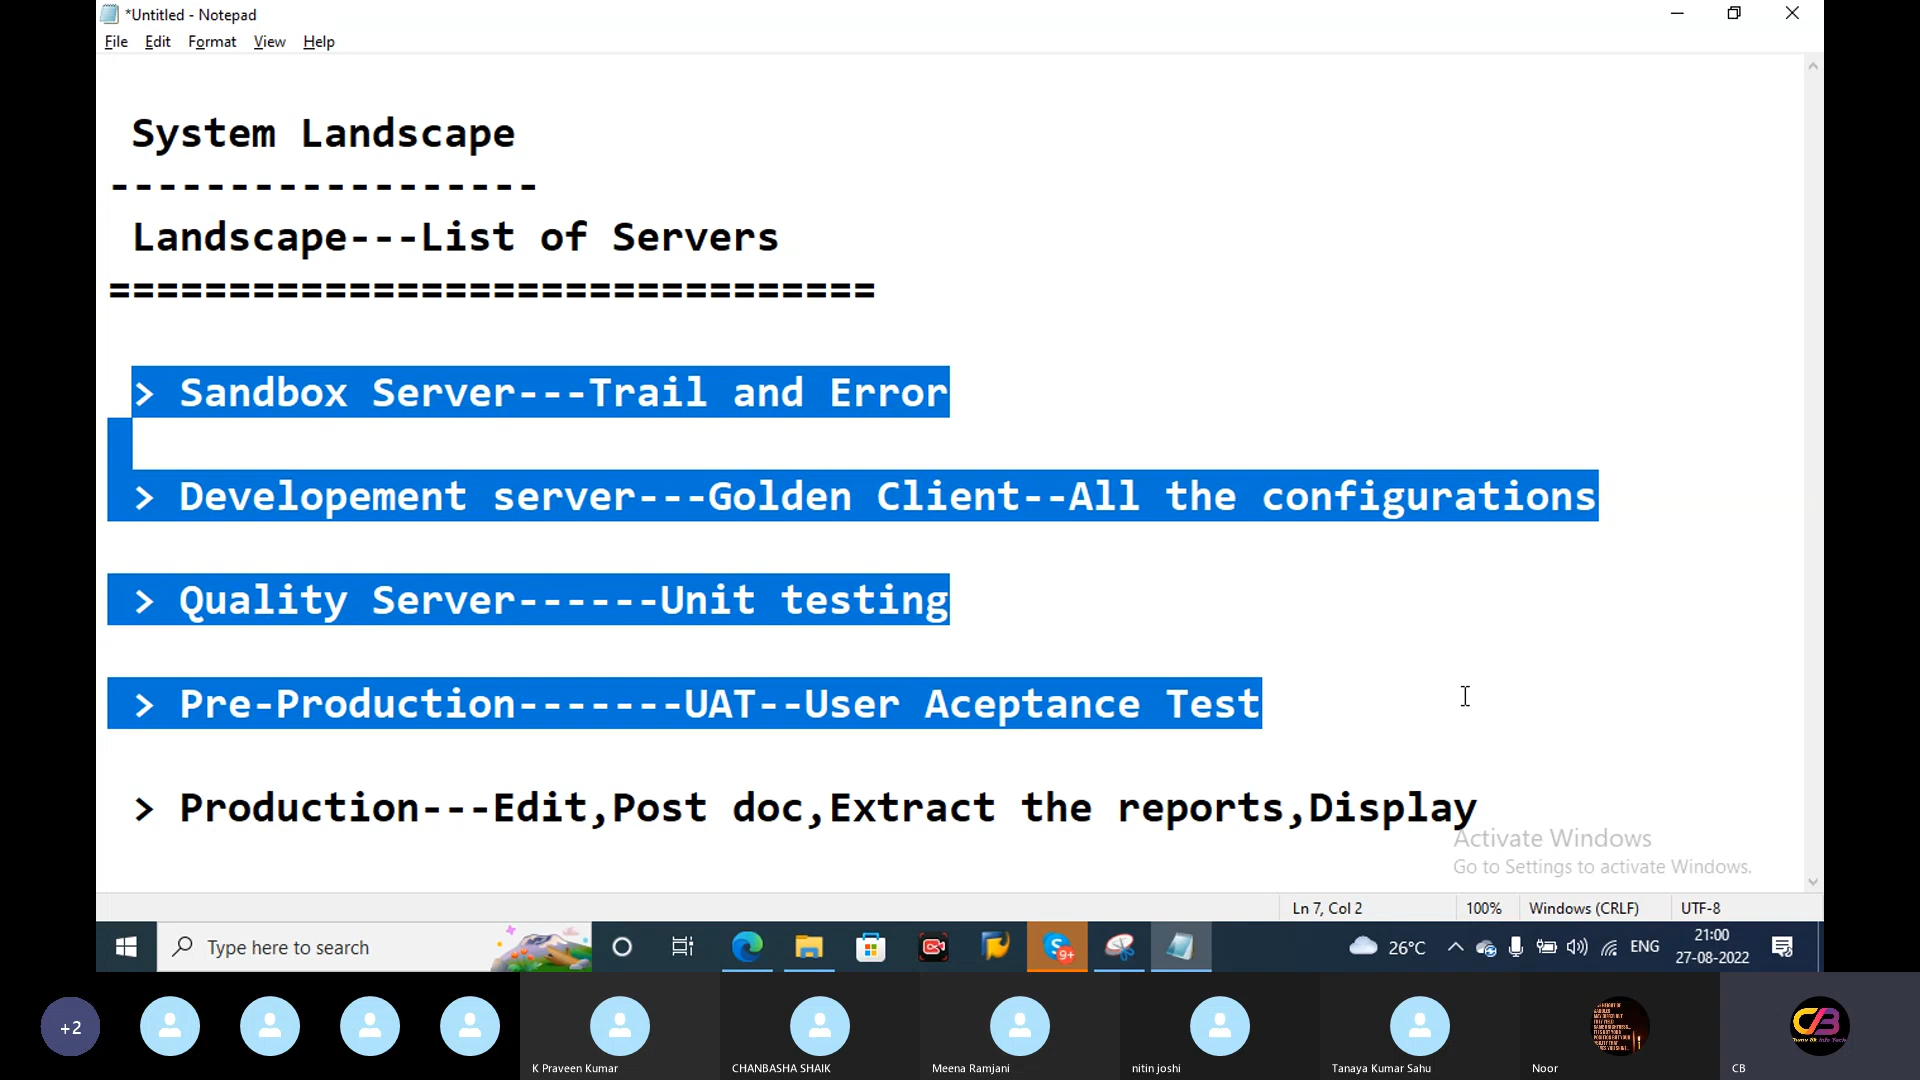 *Untitled - Notepad
File Edit Format View Help
System Landscape
------------------
Landscape---List of Servers
================================
> Sandbox Server---Trail and Error
> Developement server---Golden Client--All the configurations
> Quality Server------Unit testing
> Pre-Production-------UAT--User Aceptance Test
> Production---Edit,Post doc,Extract the reports,Display
Activate Windows
Go to Settings to activate Windows.
Ln 7, Col 2 100% Windows (CRLF) UTF-8
Type here to search
9+
26°C
ENG
21:00
27-08-2022
+2
K Praveen Kumar
CHANBASHA SHAIK
Meena Ramjani
nitin joshi
Tanaya Kumar Sahu
Noor
CB